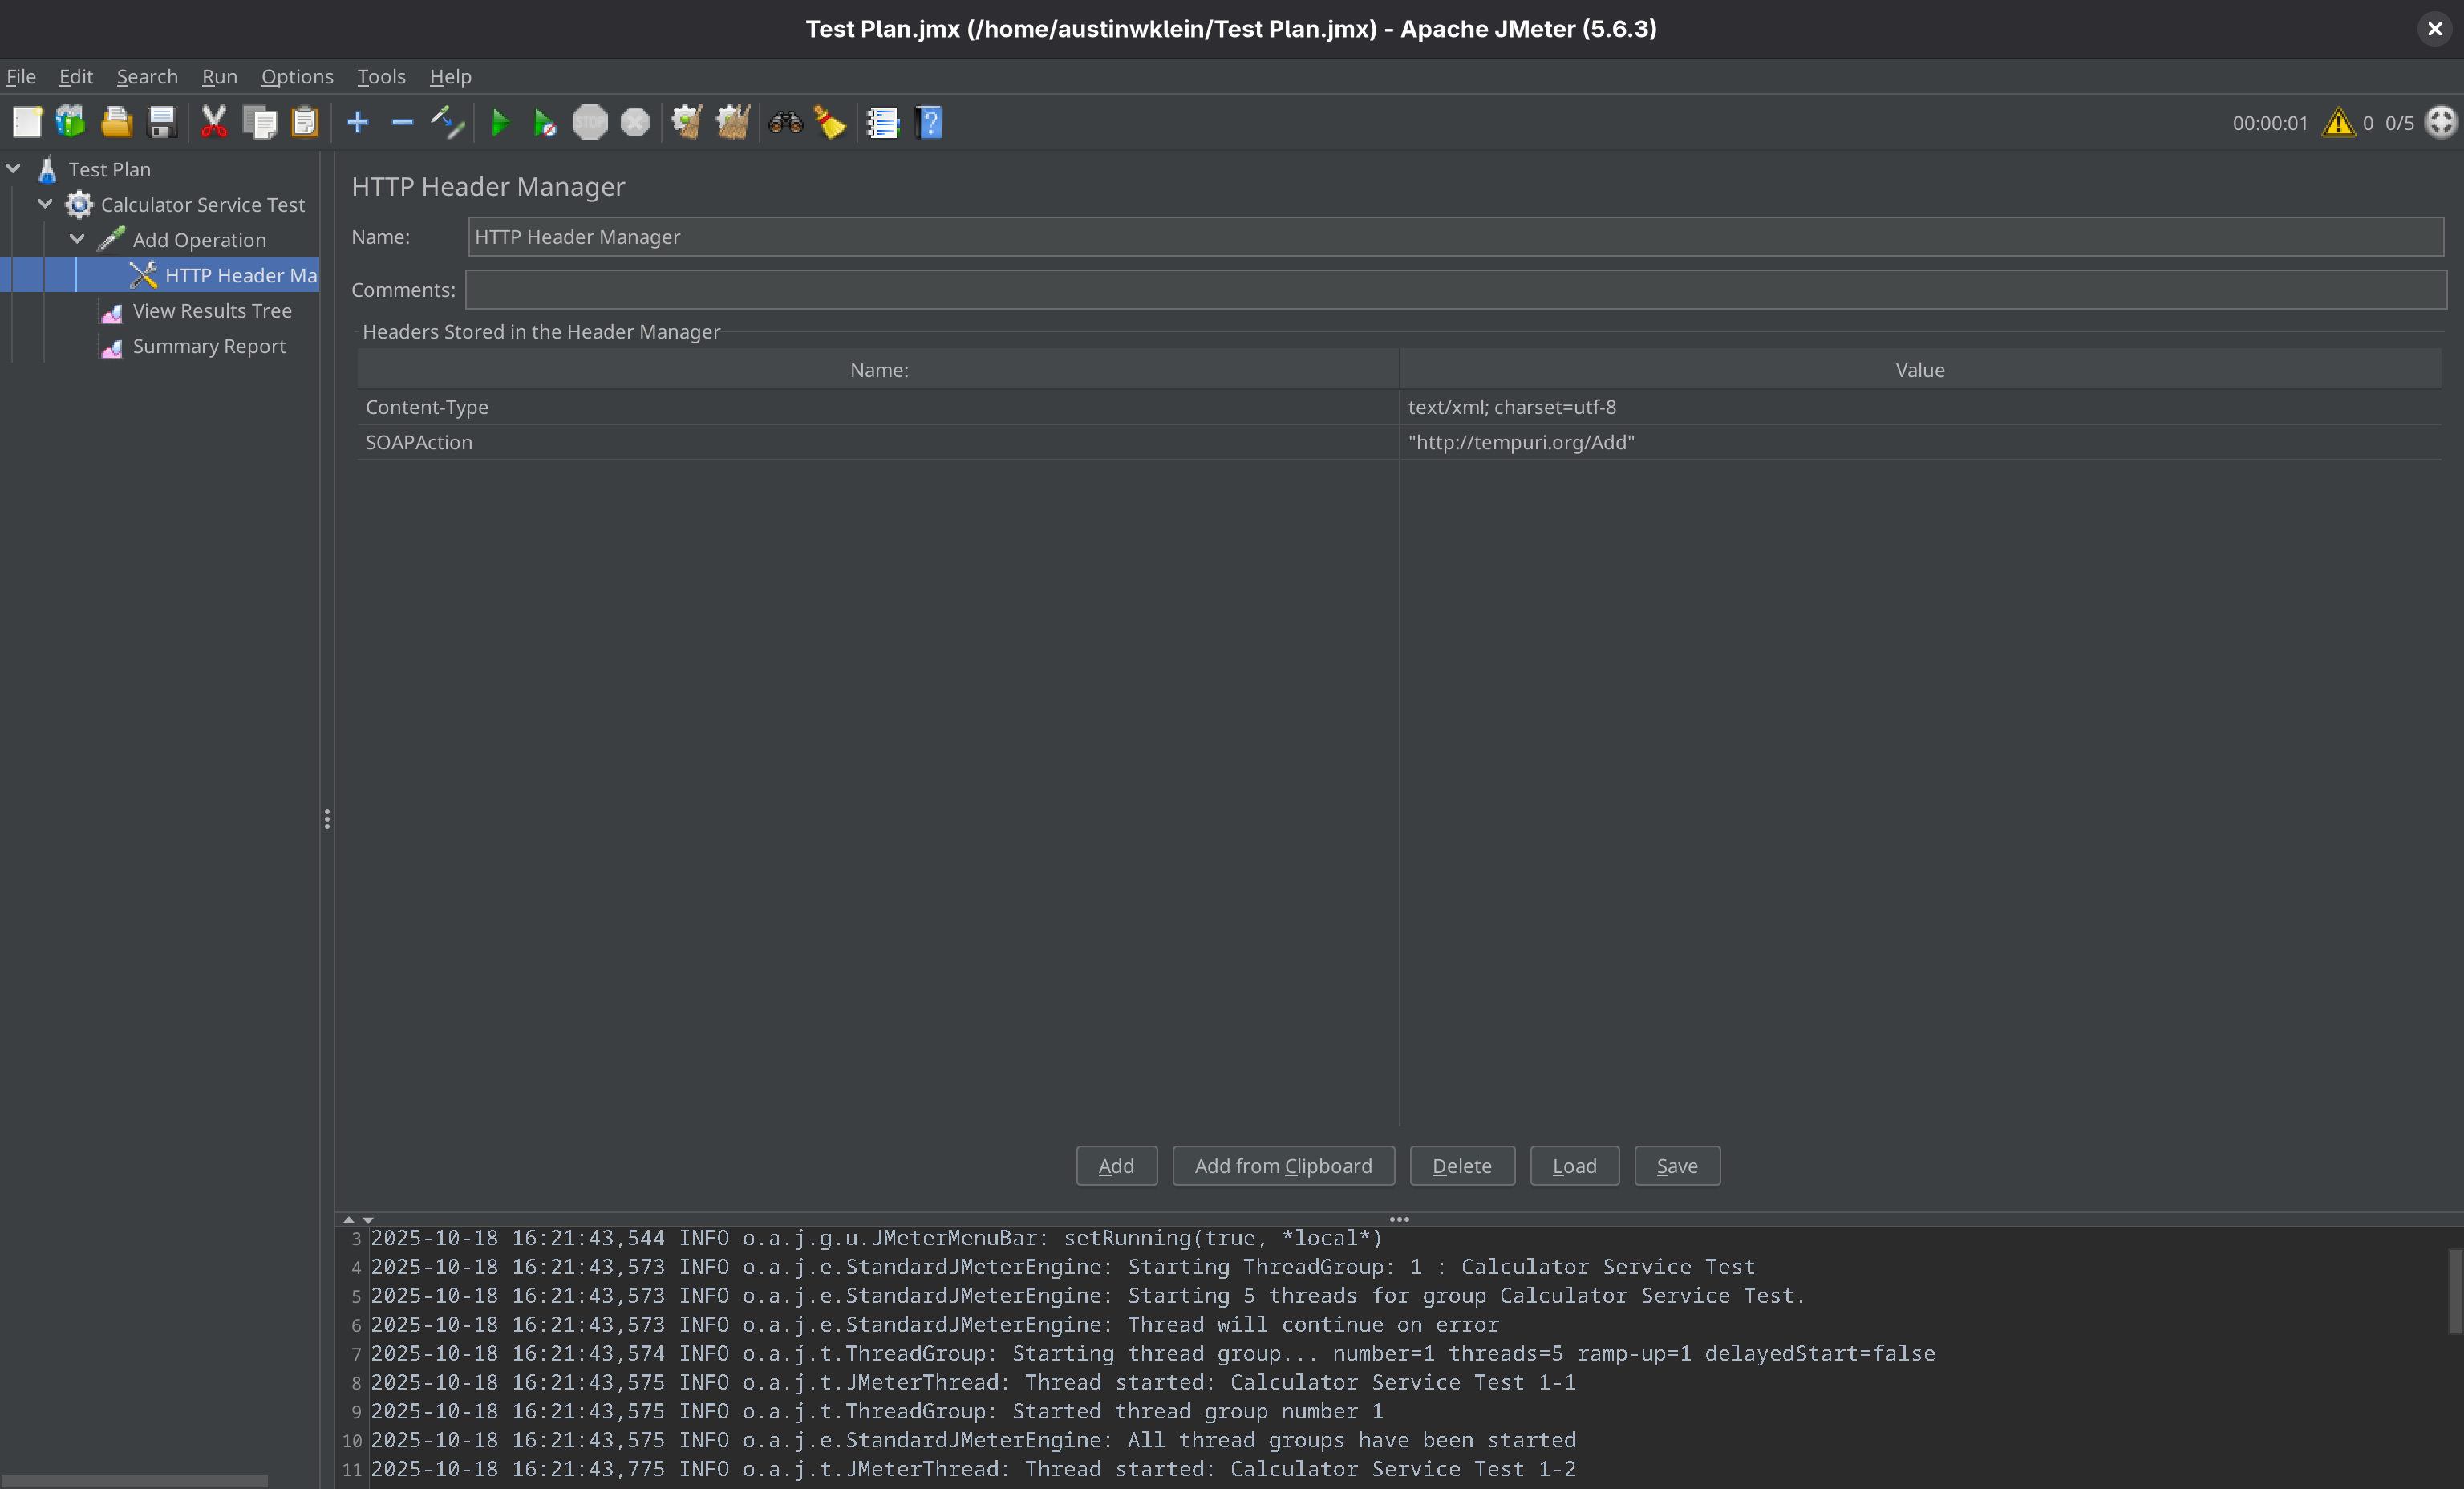 Test Plan.jmx (/home/austinwklein/Test Plan.jmx) - Apache JMeter (5.6.3)
File Edit Search Run Options Tools Help
STOP
00:00:01 0 0/5
Test Plan
Calculator Service Test
Add Operation
HTTP Header Ma
View Results Tree
Summary Report
HTTP Header Manager
Name: HTTP Header Manager
Comments:
Headers Stored in the Header Manager
Name: Value
Content-Type text/xml; charset=utf-8
SOAPAction "http://tempuri.org/Add"
Add Add from Clipboard Delete Load Save
3 2025-10-18 16:21:43,544 INFO o.a.j.g.u.JMeterMenuBar: setRunning(true, *local*)
4 2025-10-18 16:21:43,573 INFO o.a.j.e.StandardJMeterEngine: Starting ThreadGroup: 1 : Calculator Service Test
5 2025-10-18 16:21:43,573 INFO o.a.j.e.StandardJMeterEngine: Starting 5 threads for group Calculator Service Test.
6 2025-10-18 16:21:43,573 INFO o.a.j.e.StandardJMeterEngine: Thread will continue on error
7 2025-10-18 16:21:43,574 INFO o.a.j.t.ThreadGroup: Starting thread group... number=1 threads=5 ramp-up=1 delayedStart=false
8 2025-10-18 16:21:43,575 INFO o.a.j.t.JMeterThread: Thread started: Calculator Service Test 1-1
9 2025-10-18 16:21:43,575 INFO o.a.j.t.ThreadGroup: Started thread group number 1
10 2025-10-18 16:21:43,575 INFO o.a.j.e.StandardJMeterEngine: All thread groups have been started
11 2025-10-18 16:21:43,775 INFO o.a.j.t.JMeterThread: Thread started: Calculator Service Test 1-2